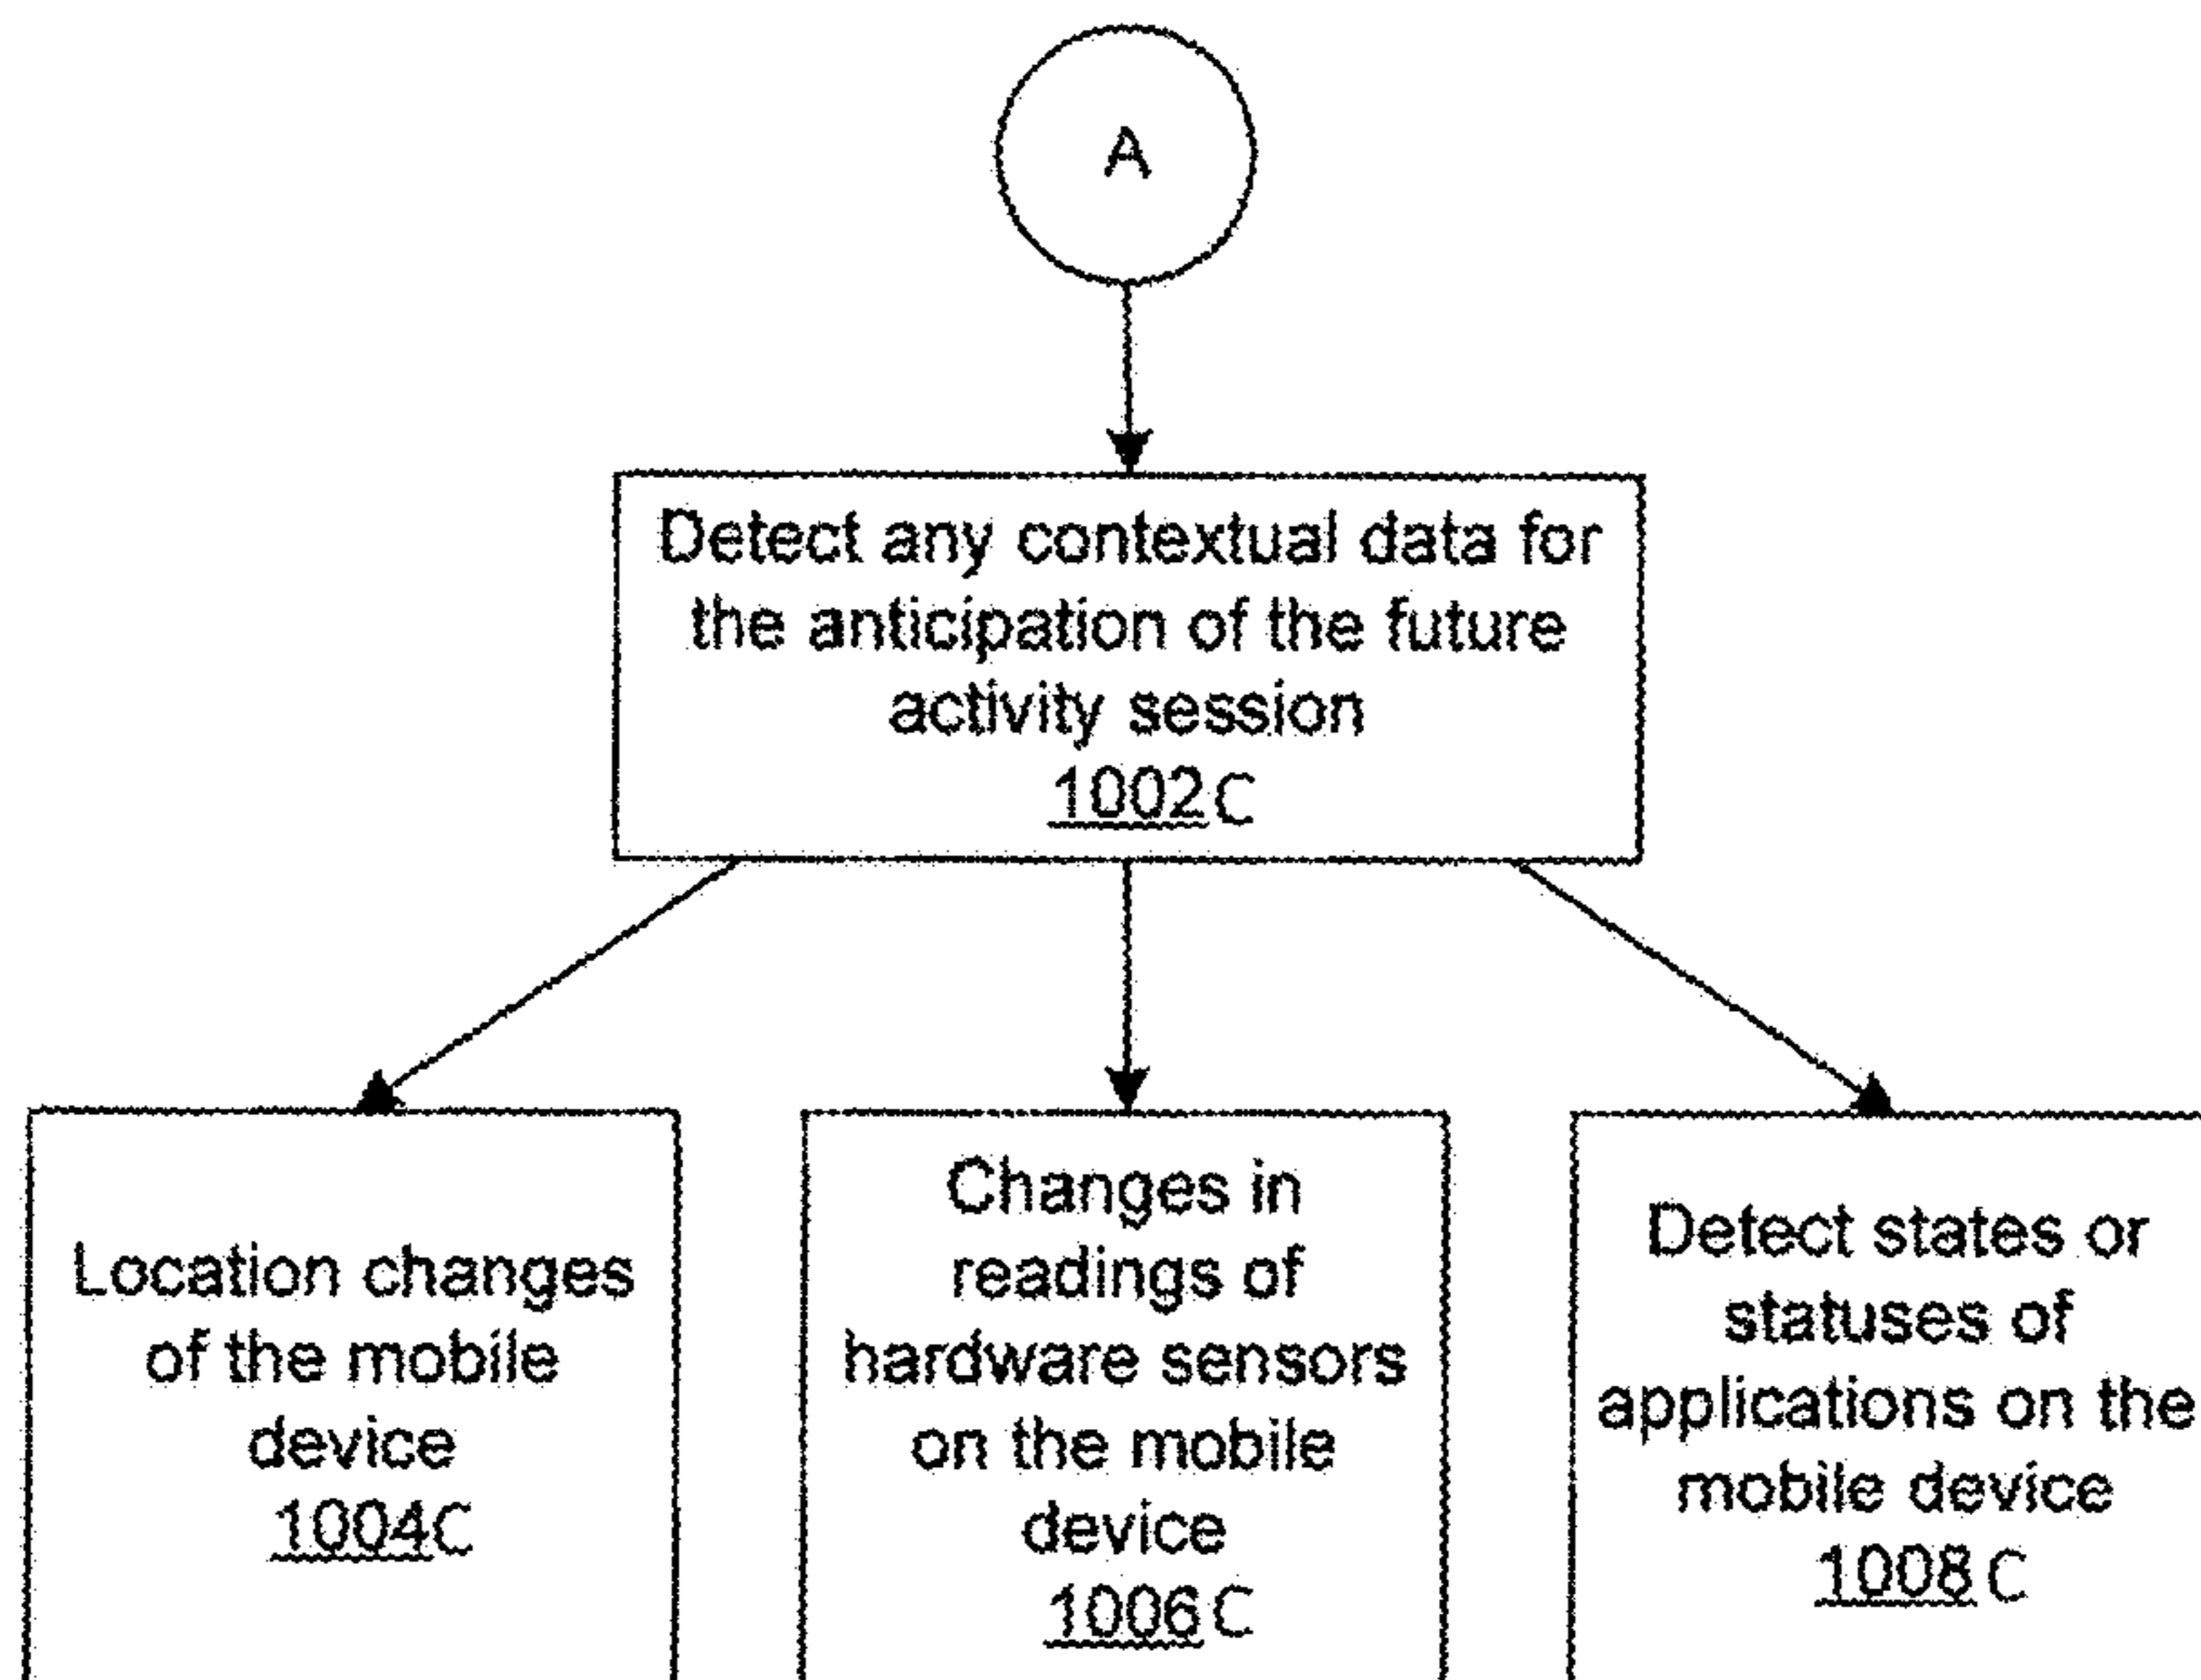 A
Detect any contextual data for
the anticipation of the future
activity session
1002C
Location changes
of the mobile
device
1004C
Changes in
readings of
hardware sensors
on the mobile
device
1006C
Detect states or
statuses of
applications on the
mobile device
1008C